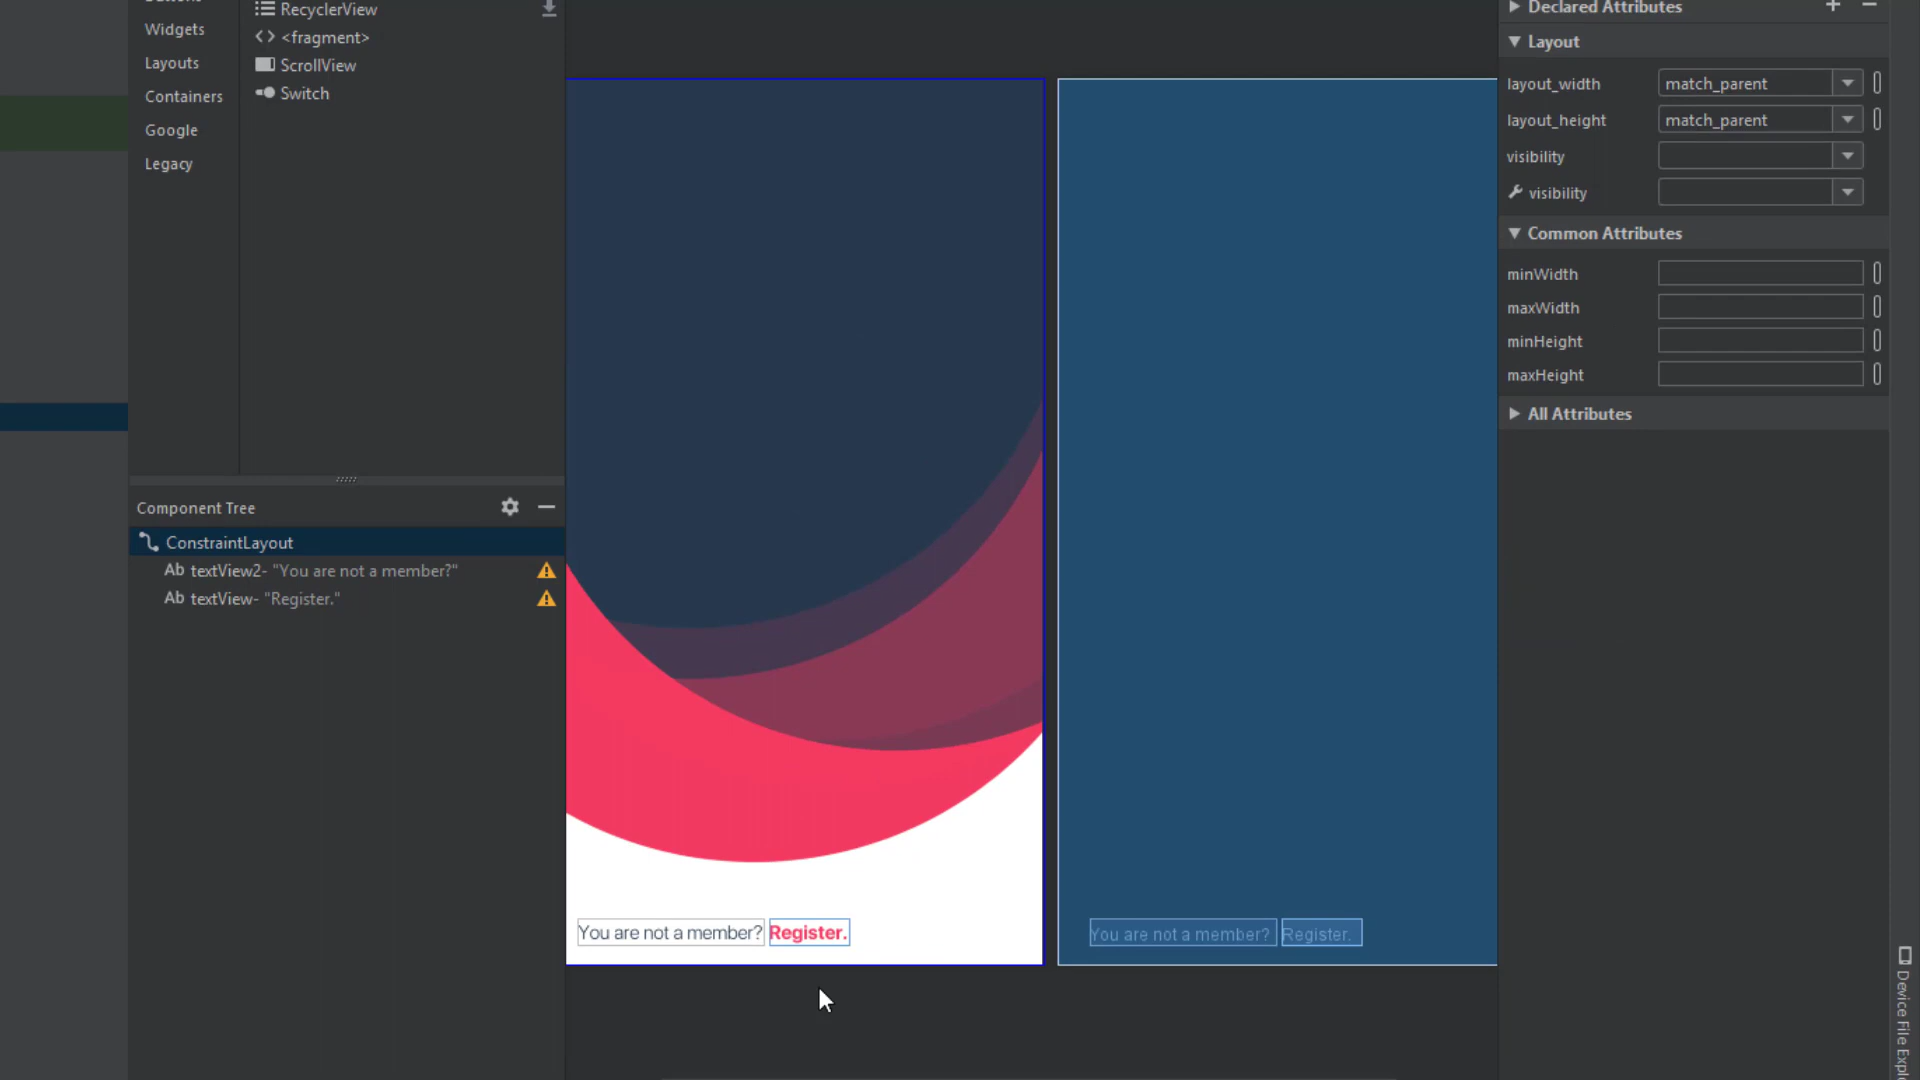 Widgets
Layouts
Containers
Google
Legacy
RecyclerView
<fragment>
ScrollView
Switch
Component Tree
ConstraintLayout
Ab textView2- "You are not a member?"
Ab textView- "Register."
You are not a member? Register.
You are not a member? Register.
Declared Attributes
Layout
layout_width match_parent
layout_height match_parent
visibility
visibility
Common Attributes
minWidth
maxWidth
minHeight
maxHeight
All Attributes
Device File